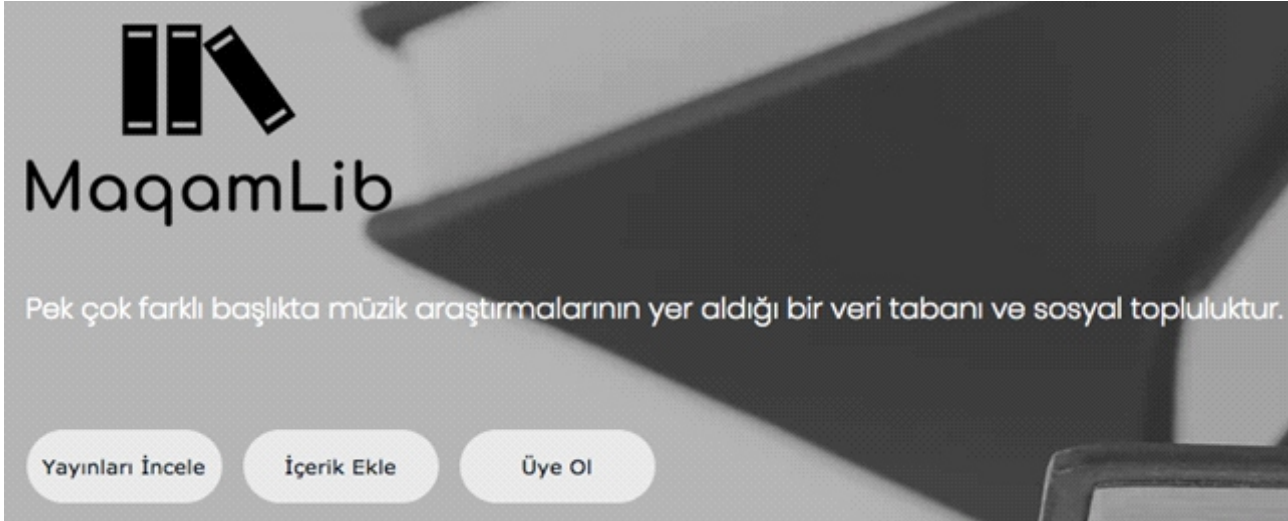 MaqamLib
Pek çok farklı başlıkta müzik araştırmalarının yer aldığı bir veri tabanı ve sosyal topluluktur.
Yayınları İncele
İçerik Ekle
Üye Ol